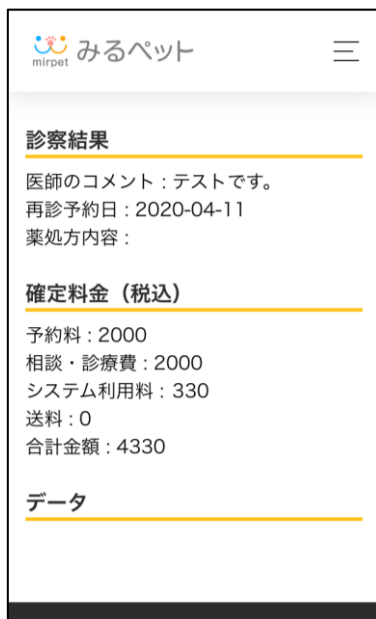 mirpet みるペット
診察結果
医師のコメント : テストです。
再診予約日 : 2020-04-11
薬処方内容 :
確定料金（税込）
予約料 : 2000
相談・診療費 : 2000
システム利用料 : 330
送料 : 0
合計金額 : 4330
データ